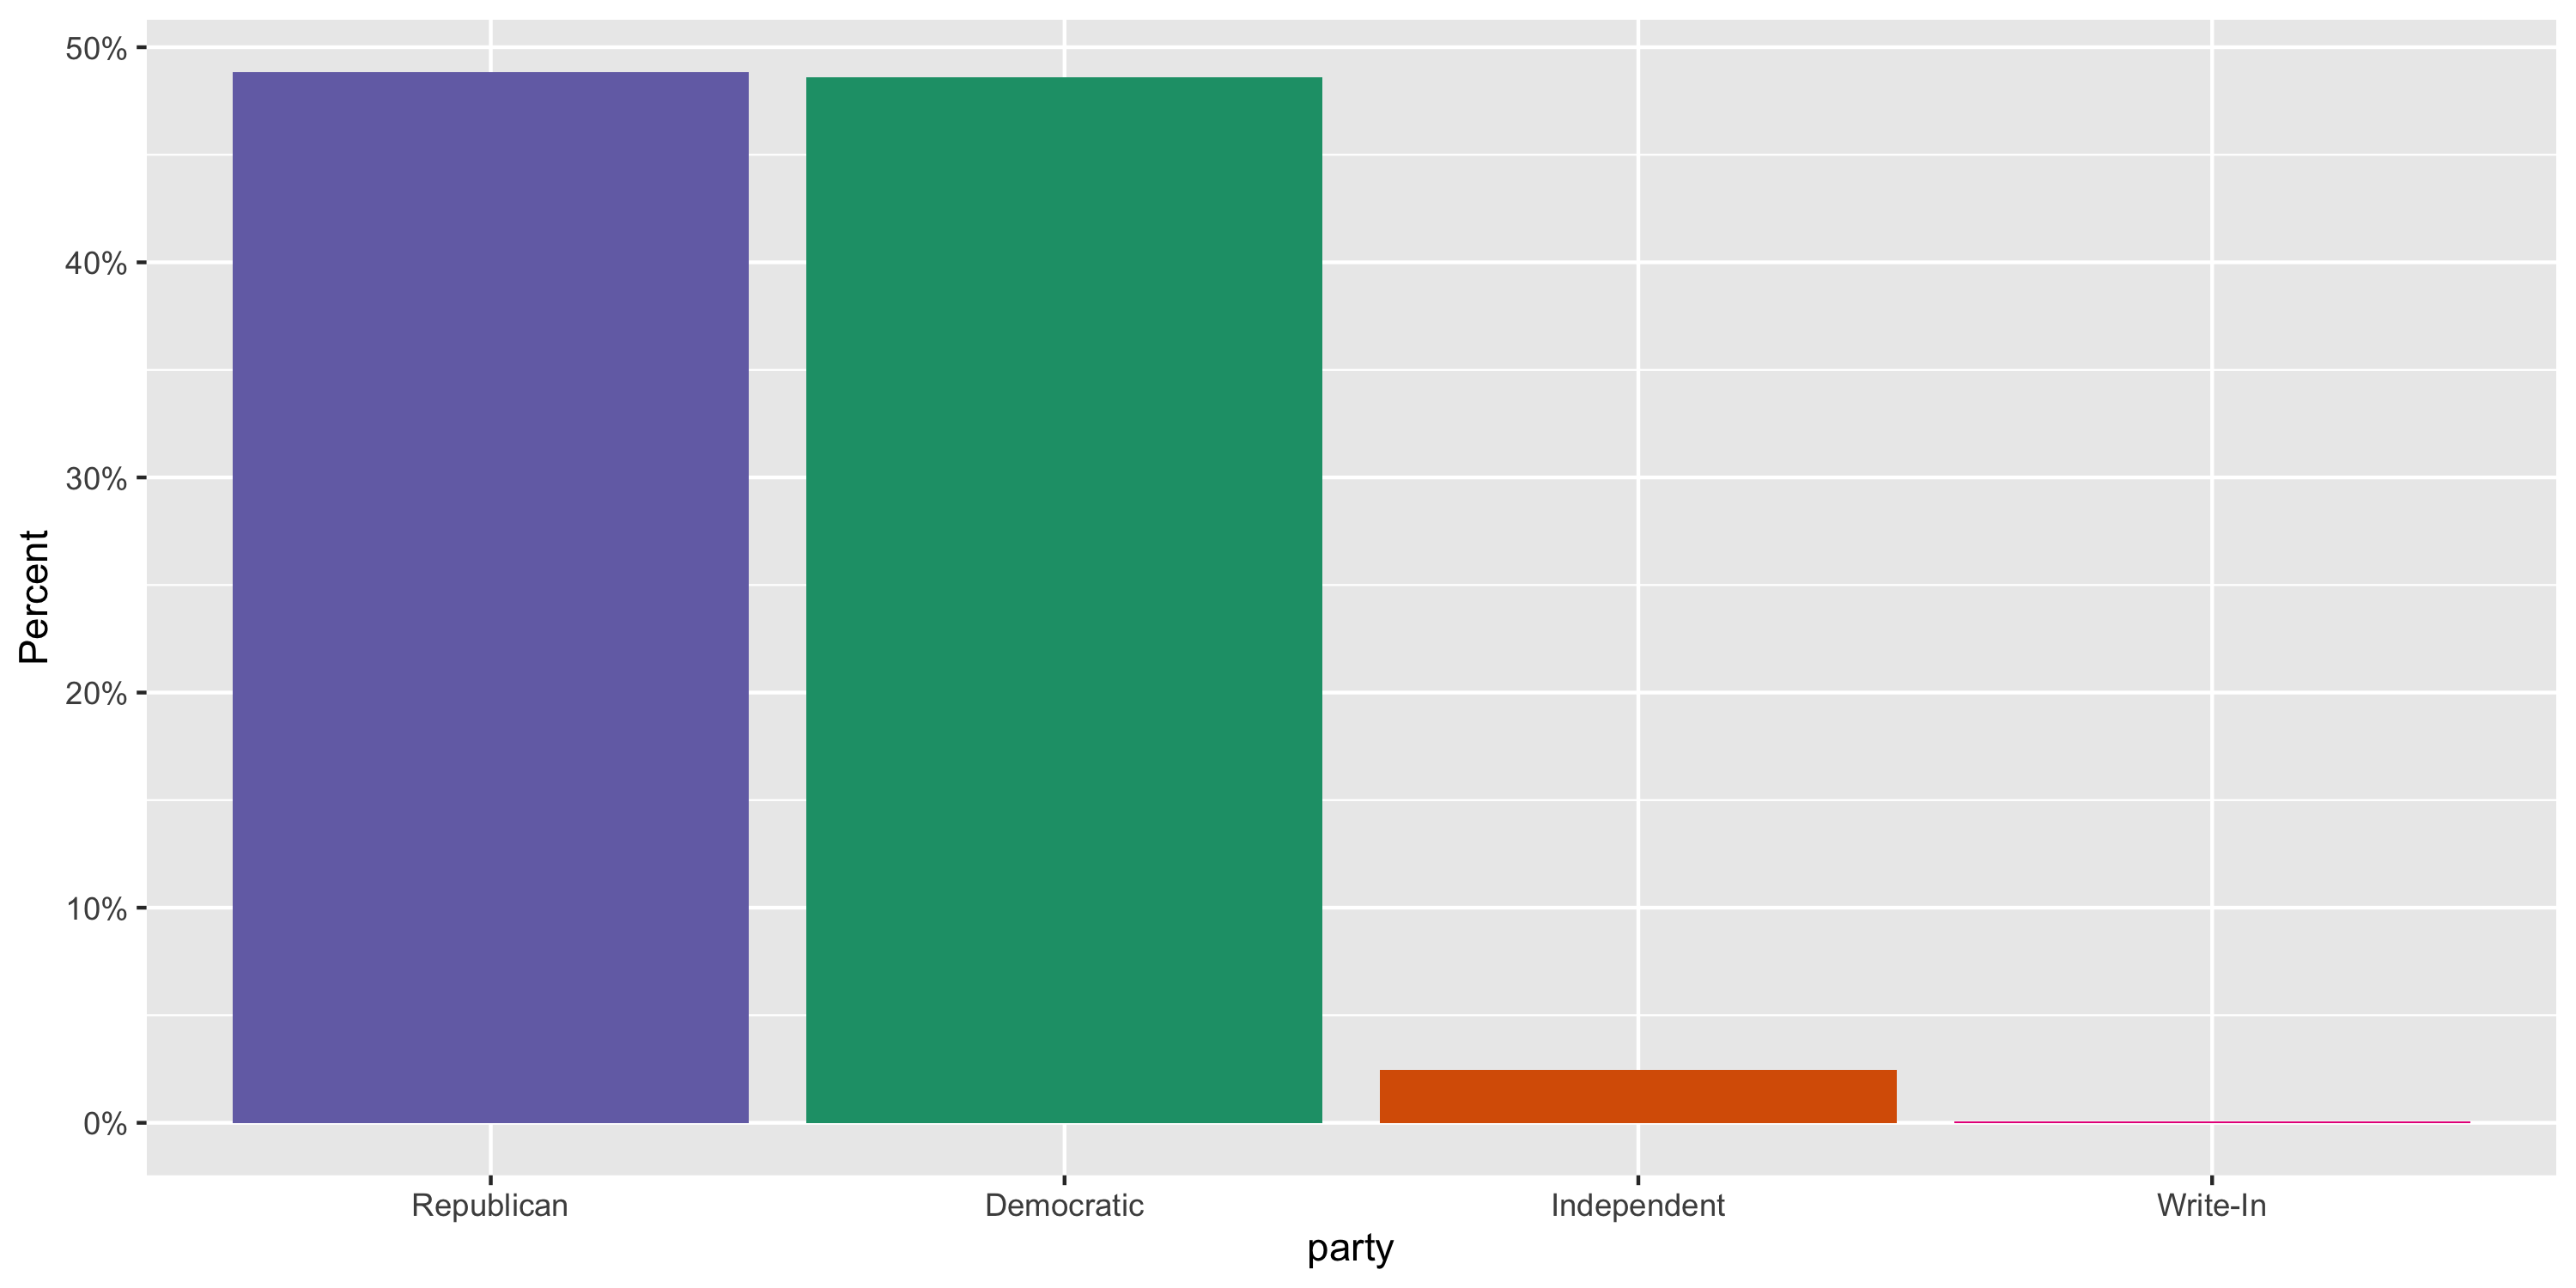 50%
40%
30%
20%
10%
0%
Percent
Republican Democratic Independent Write-In
party